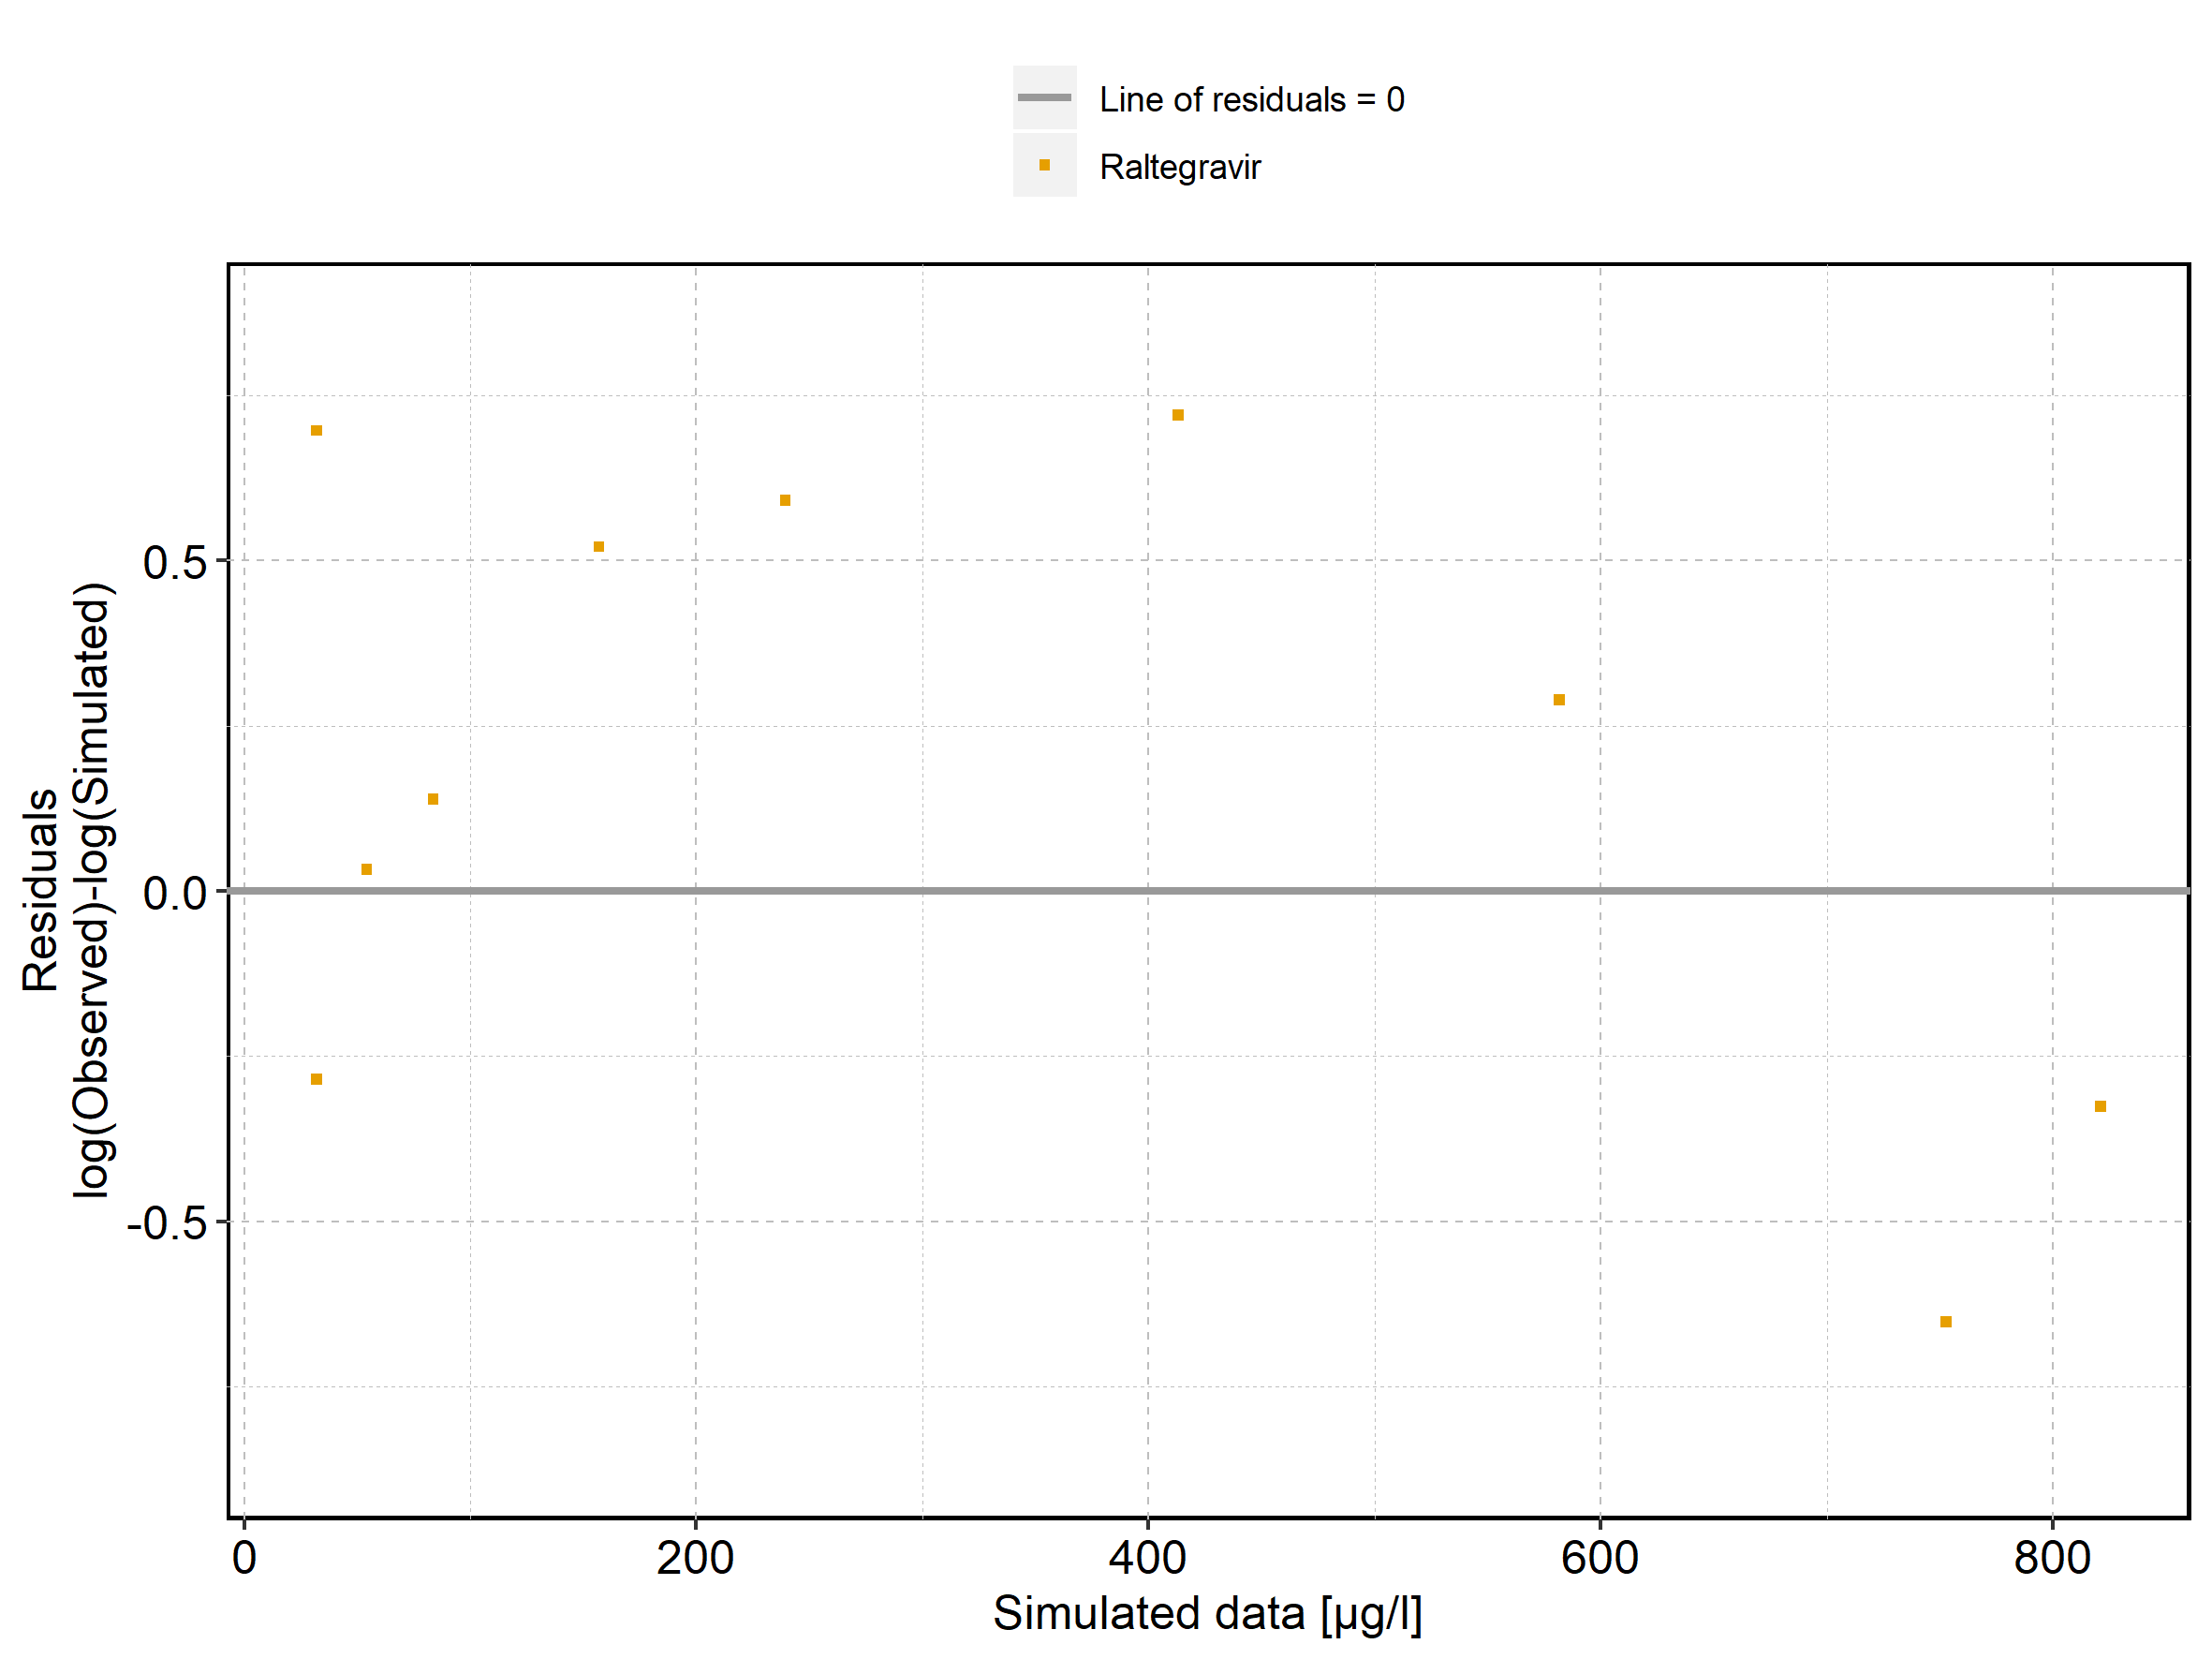 Line of residuals = 0
Raltegravir
Residuals
log(Observed)-log(Simulated)
0.5
0.0
-0.5
0 200 400 600 800
Simulated data [µg/l]